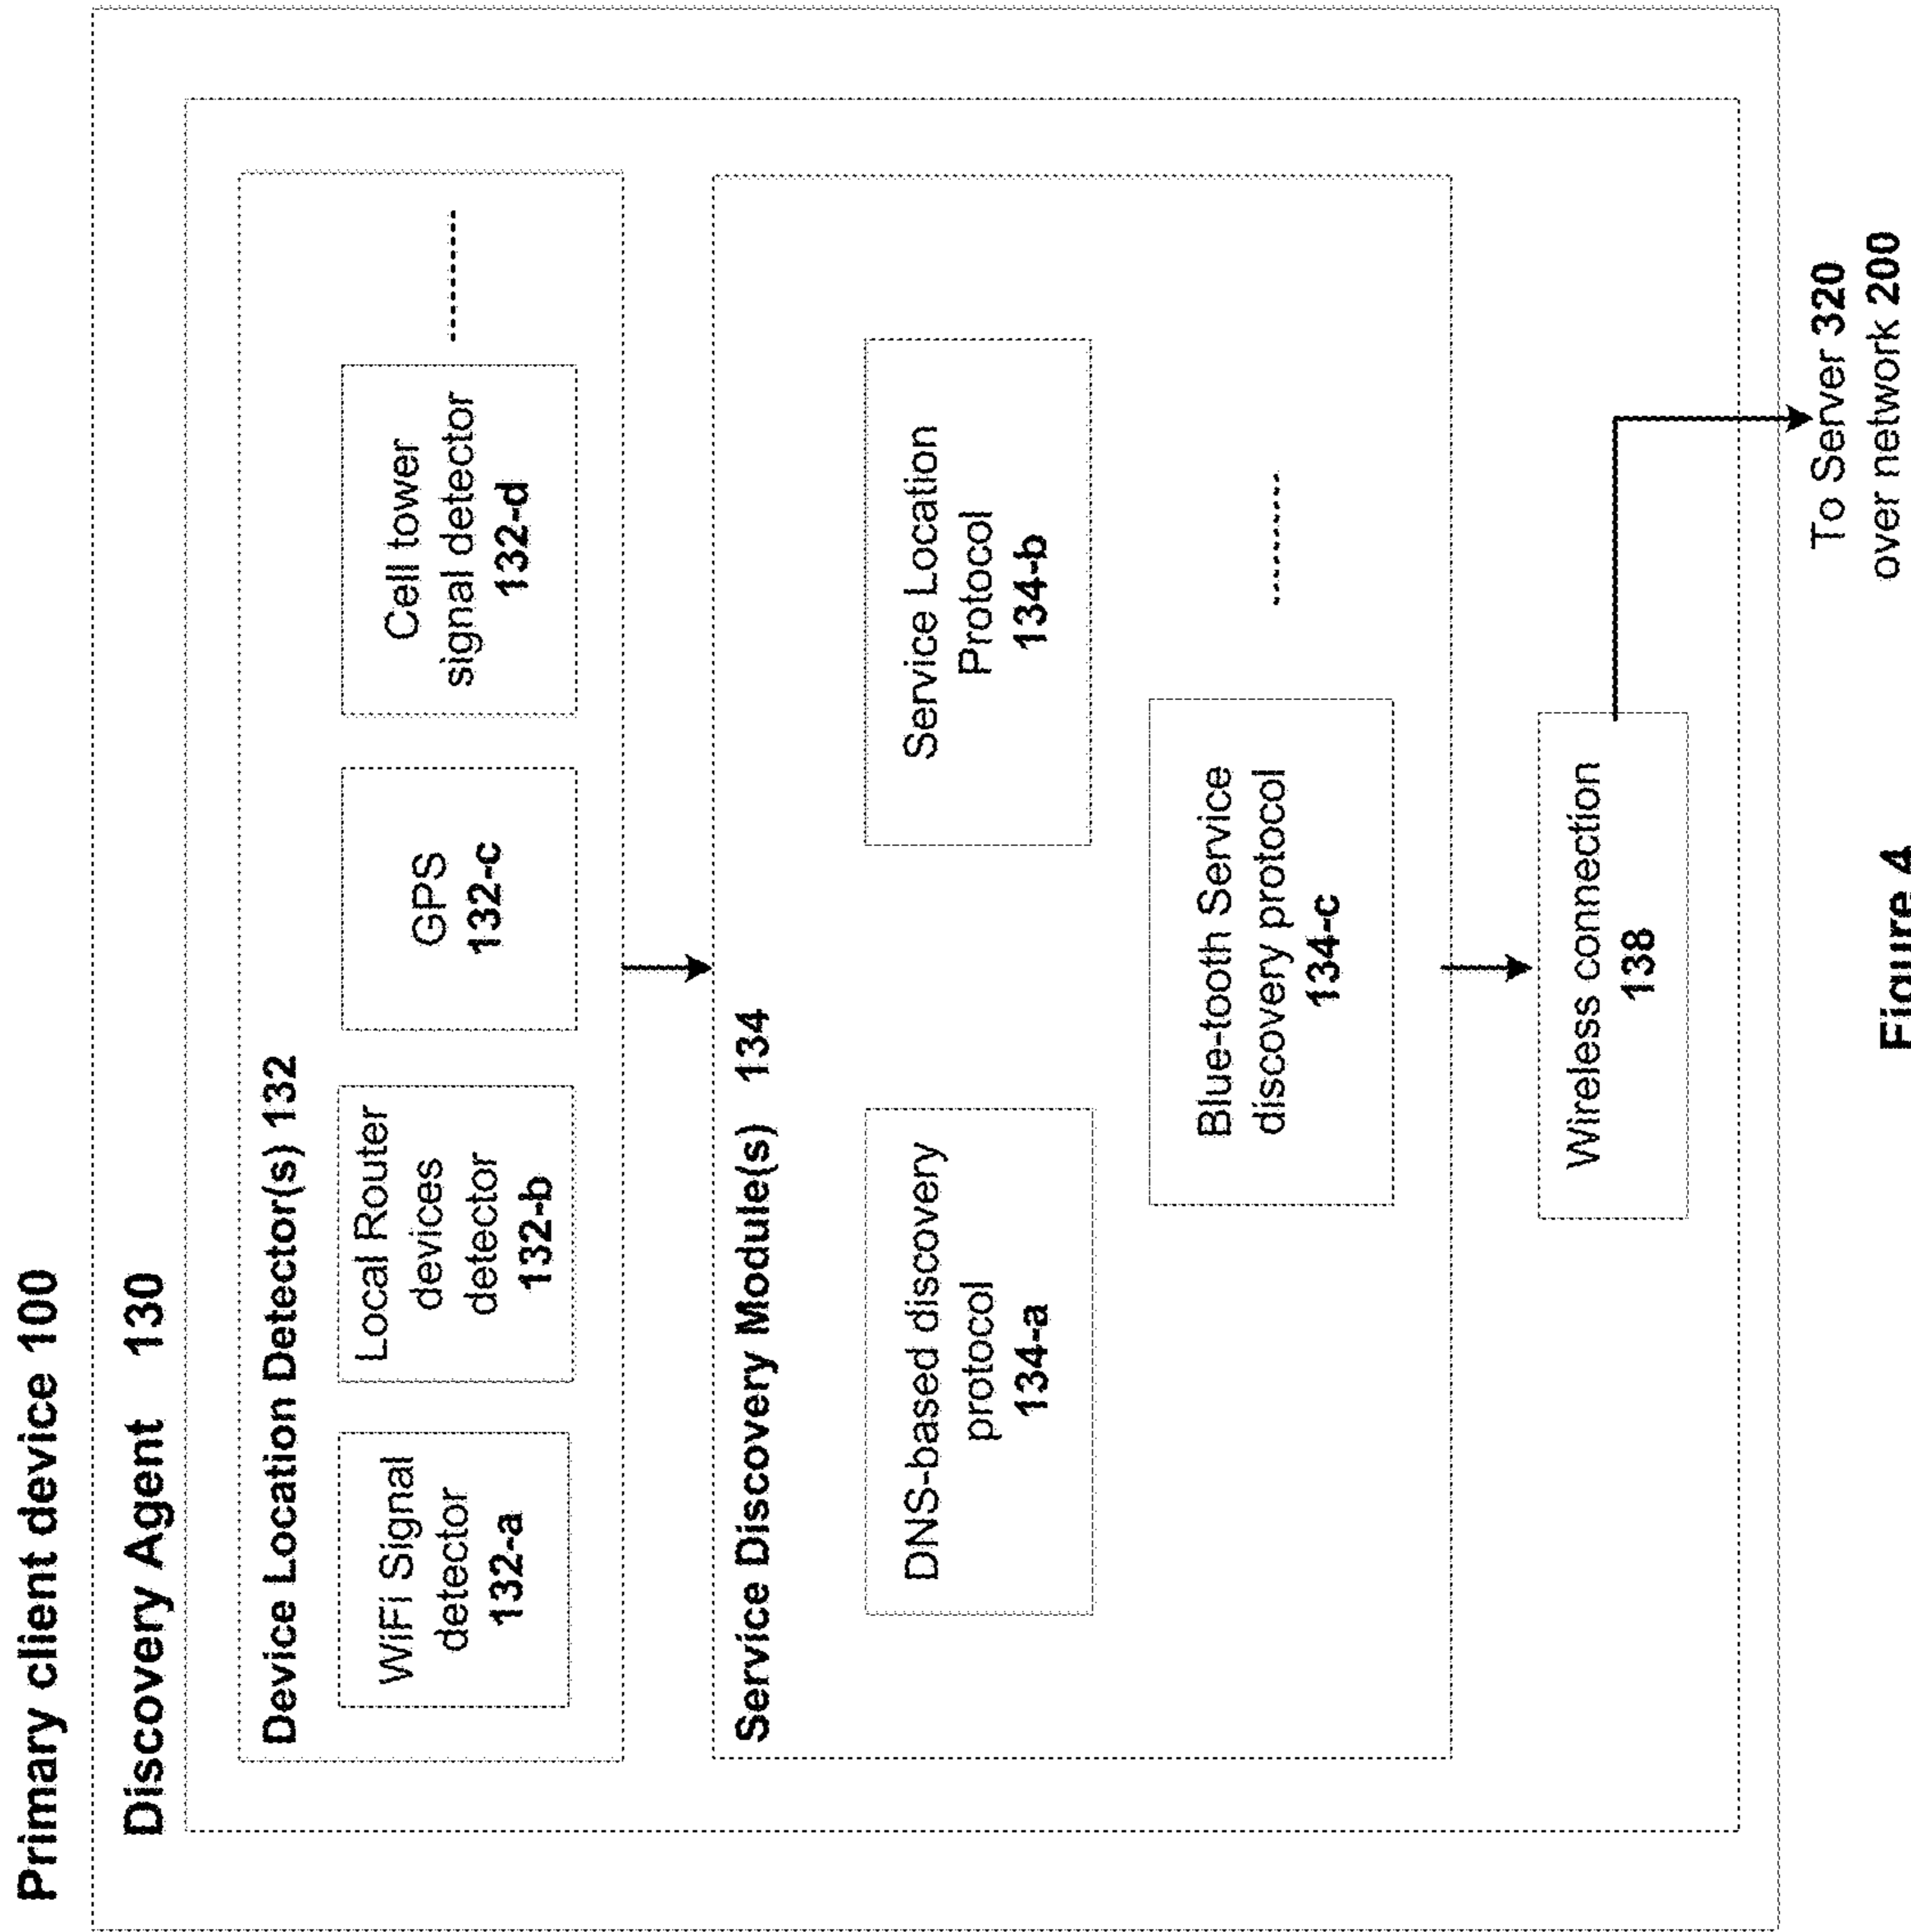 Primary client device 100
Discovery Agent 130
Device Location Detector(s) 132
WiFi Signal
detector
132-a
Local Router
devices
detector
132-b
GPS
132-c
Cell tower
signal detector
132-d
Service Discovery Module(s) 134
DNS-based discovery
protocol
134-a
Service Location
Protocol
134-b
Blue-tooth Service
discovery protocol
134-c
Wireless connection
138
To Server 320
over network 200
Figure 4